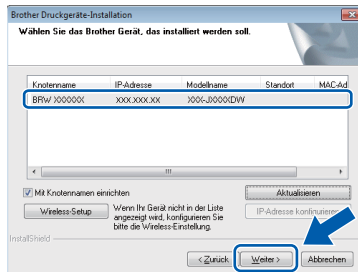 Brother Druckgeräte-Installation
Wählen Sie das Brother Gerät, das installiert werden soll.
Knotenname IP-Adresse Modellname Standort MAC-Ad
BRW XXXXXX XXX.XXX.XX XXX-JXXXXDW
Mit Knotennamen einrichten
Aktualisieren
Wireless-Setup
Wenn Ihr Gerät nicht in der Liste
angezeigt wird, konfigurieren Sie
bitte die Wireless-Einstellung.
IP-Adresse konfigurieren
InstallShield
< Zurück Weiter > Abbrechen